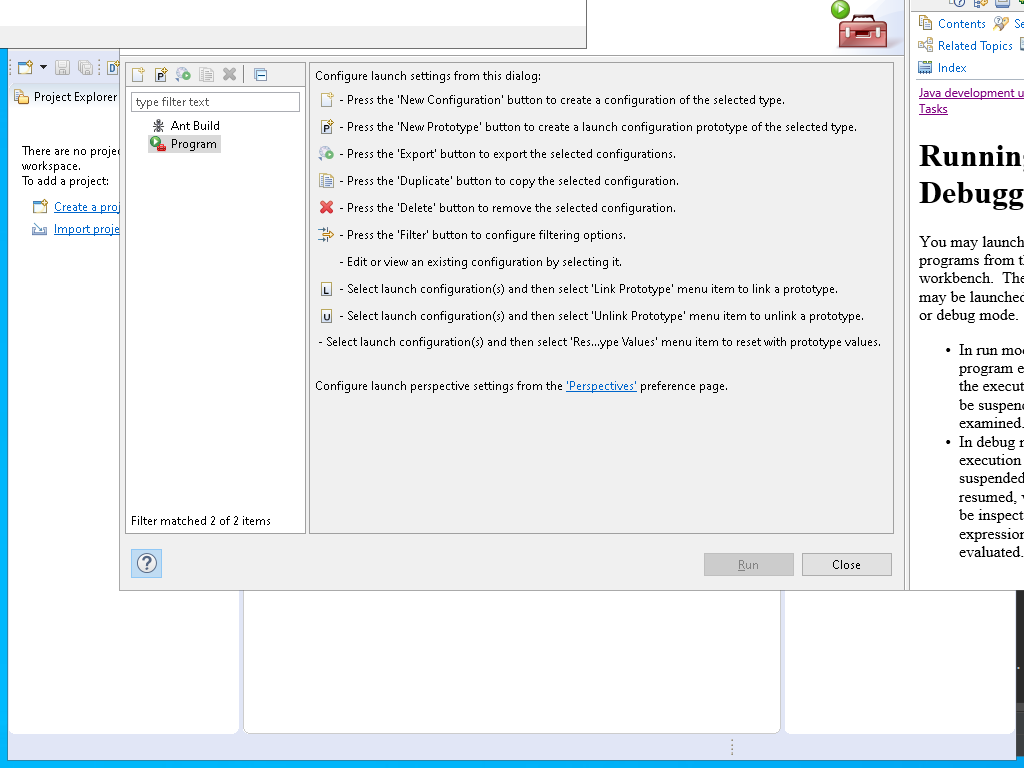 Project Explorer
There are no
workspace.
To add a project:
Create a
Import
type filter text
Ant Build
Program
Filter matched 2 of 2 items
Configure launch settings from this dialog:
- Press the 'New Configuration' button to create a configuration of the selected type.
- Press the 'New Prototype' button to create a launch configuration prototype of the selected type.
- Press the 'Export' button to export the selected configurations.
- Press the 'Duplicate' button to copy the selected configuration.
- Press the 'Delete' button to remove the selected configuration.
- Press the 'Filter' button to configure filtering options.
- Edit or view an existing configuration by selecting it.
L - Select launch configuration(s) and then select 'Link Prototype' menu item to link a prototype.
U - Select launch configuration(s) and then select 'Unlink Prototype' menu item to unlink a prototype.
- Select launch configuration(s) and then select 'Res...ype Values' menu item to reset with prototype values.
Configure launch perspective settings from the 'Perspectives' preference page.
Run
Close
Contents
Related Topics
Index
Java development
Tasks
Running
Debugg
You may launch
programs from
workbench. The
may be launched
or debug mode.
• In run
program
the
be
examined.
• In debug
execution
suspended
resumed,
be
evaluated.